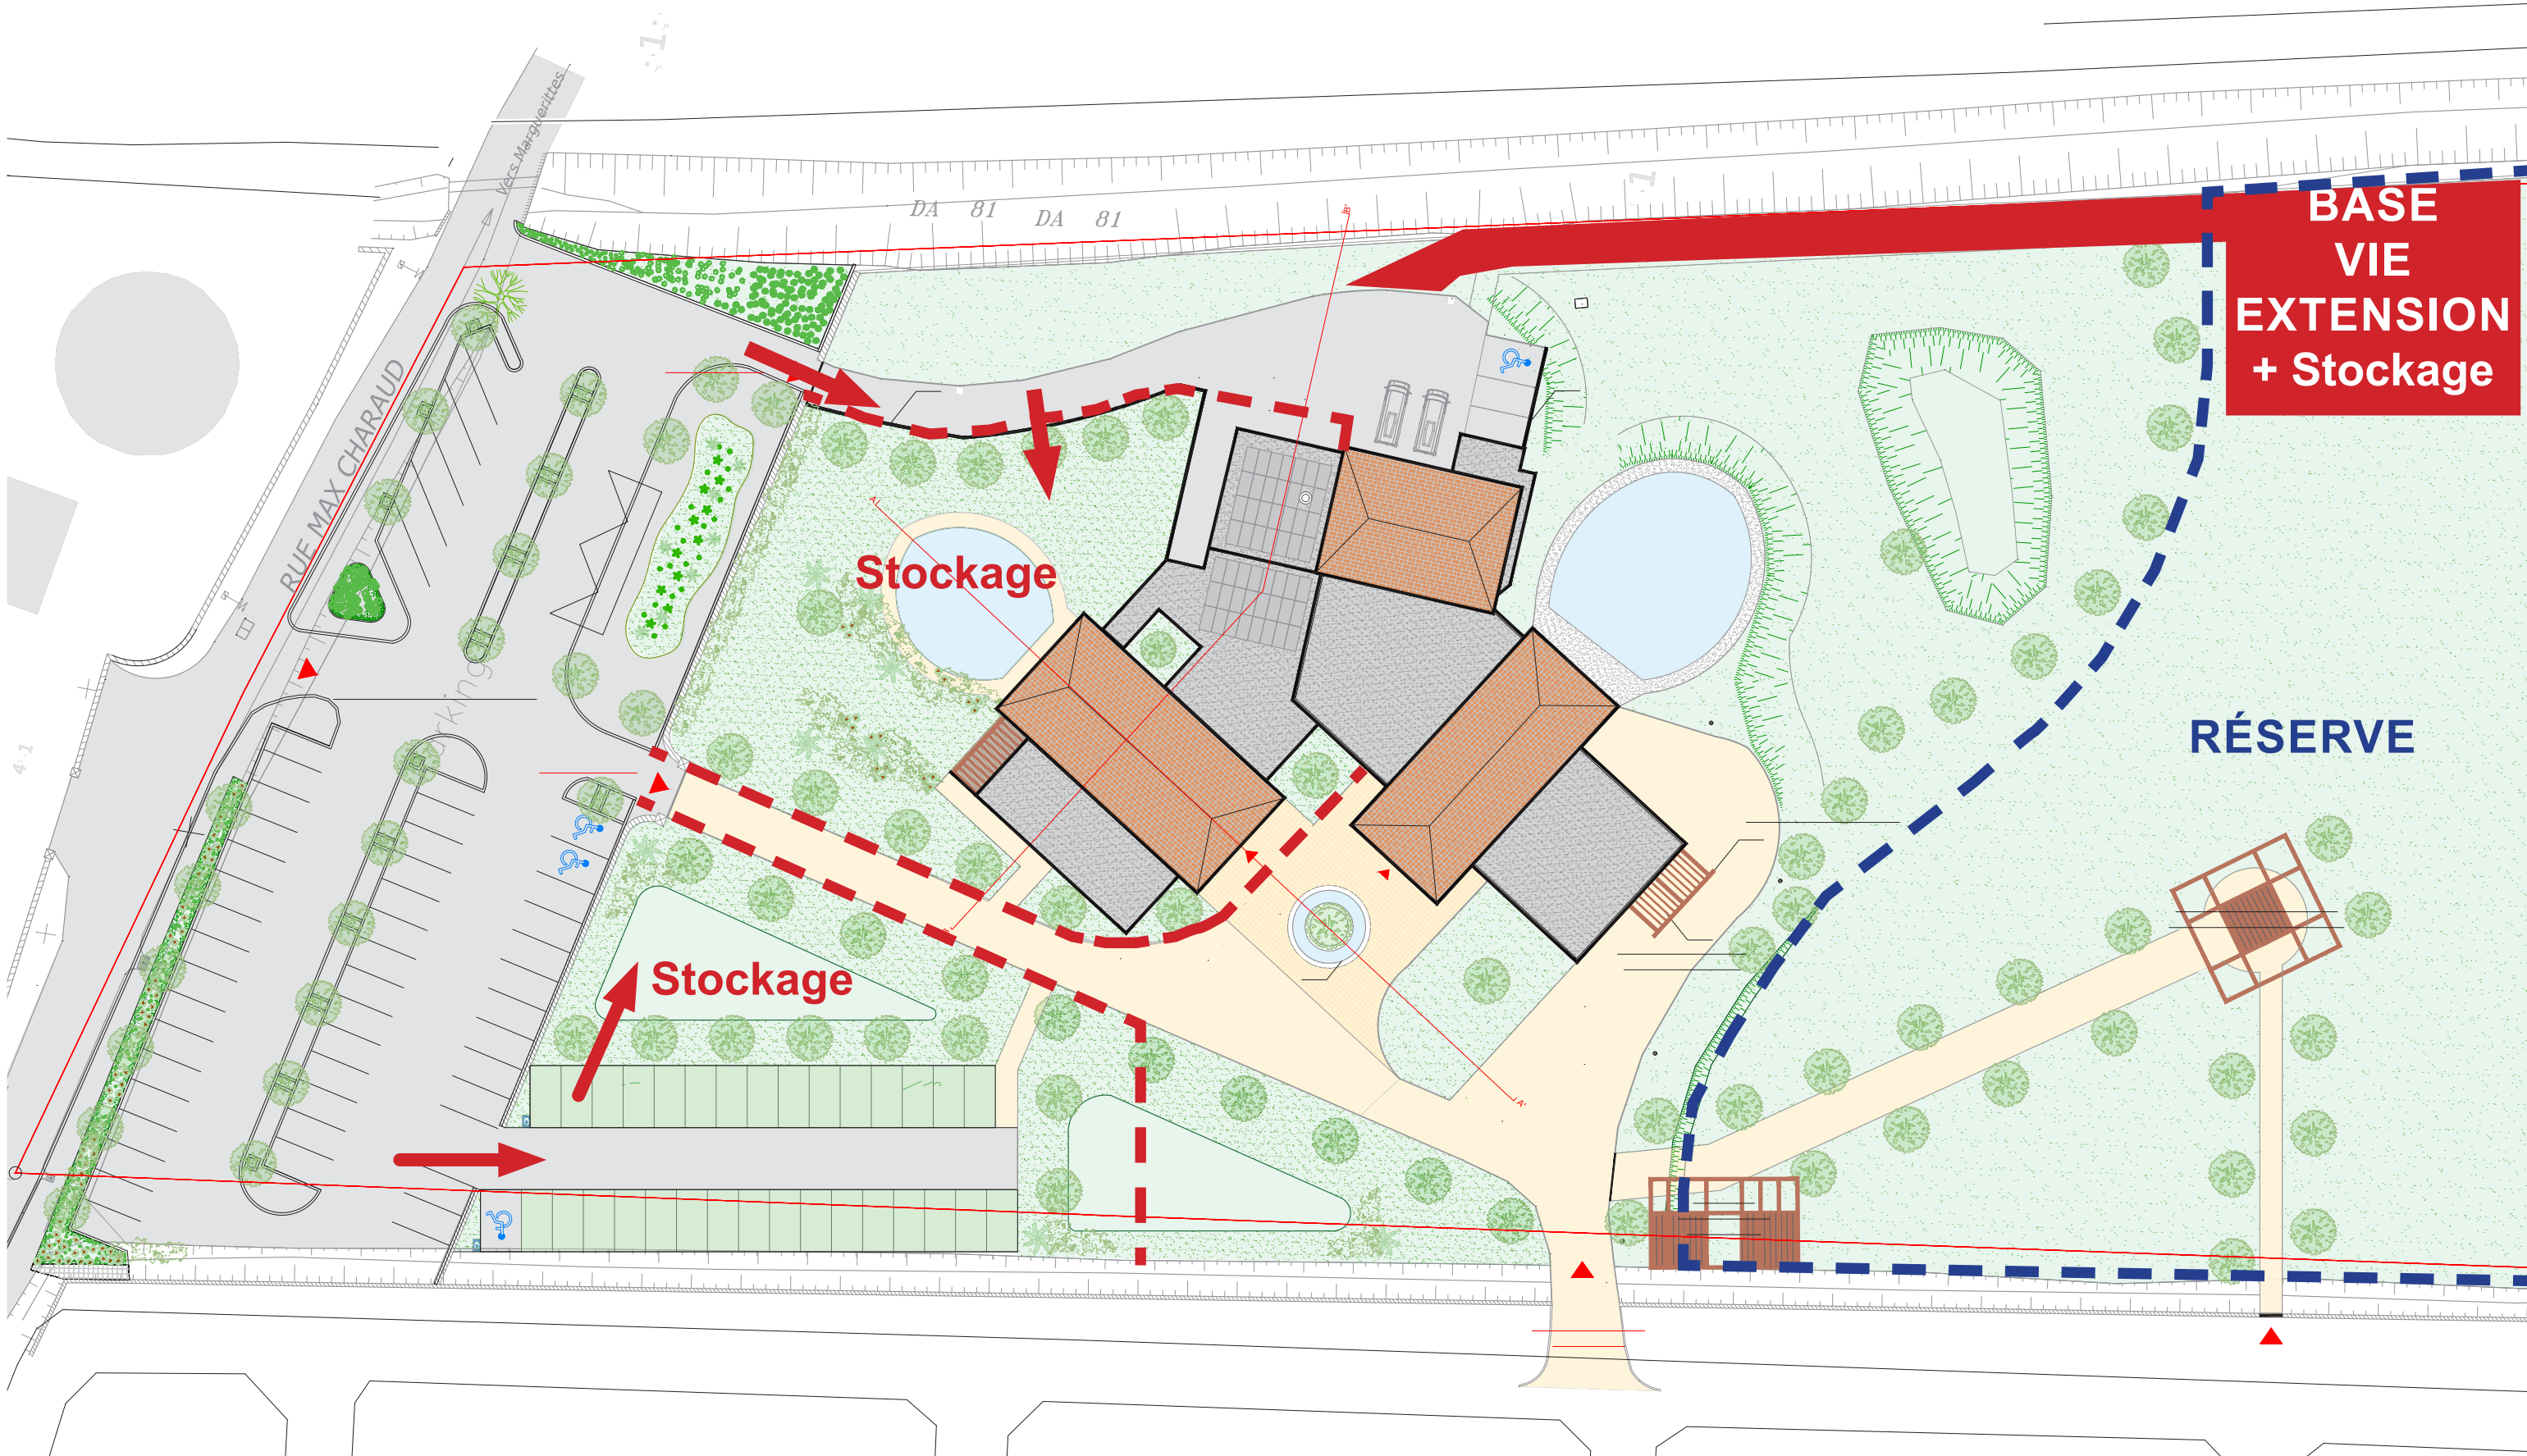 Vers Marguerittes
DA 81
DA 81
RUE MAX CHARAUD
B'
BASE
VIE
EXTENSION
+ Stockage
A
Stockage
RÉSERVE
Stockage
A'